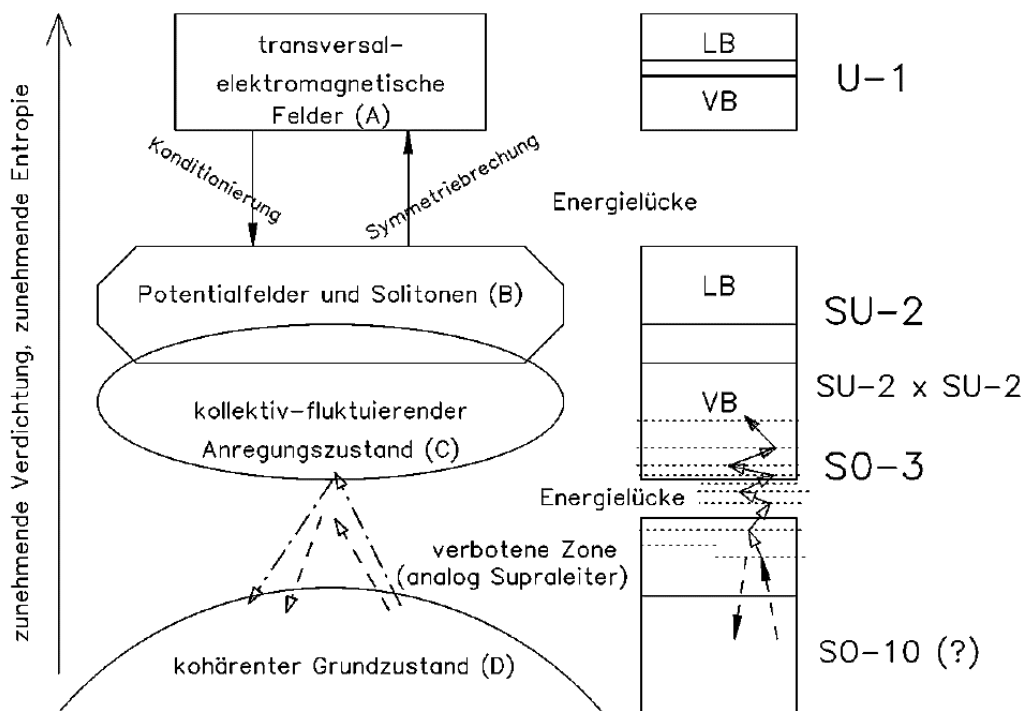 zunehmende Verdichtung, zunehmende Entropie
transversal-
elektromagnetische
Felder (A)
LB
VB
U-1
Konditionierung
Symmetriebrechung
Energielücke
Potentialfelder und Solitonen (B)
LB
SU-2
kollektiv-fluktuierender
Anregungszustand (C)
VB
SU-2 x SU-2
SO-3
Energielücke
verbotene Zone
(analog Supraleiter)
kohärenter Grundzustand (D)
SO-10 (?)